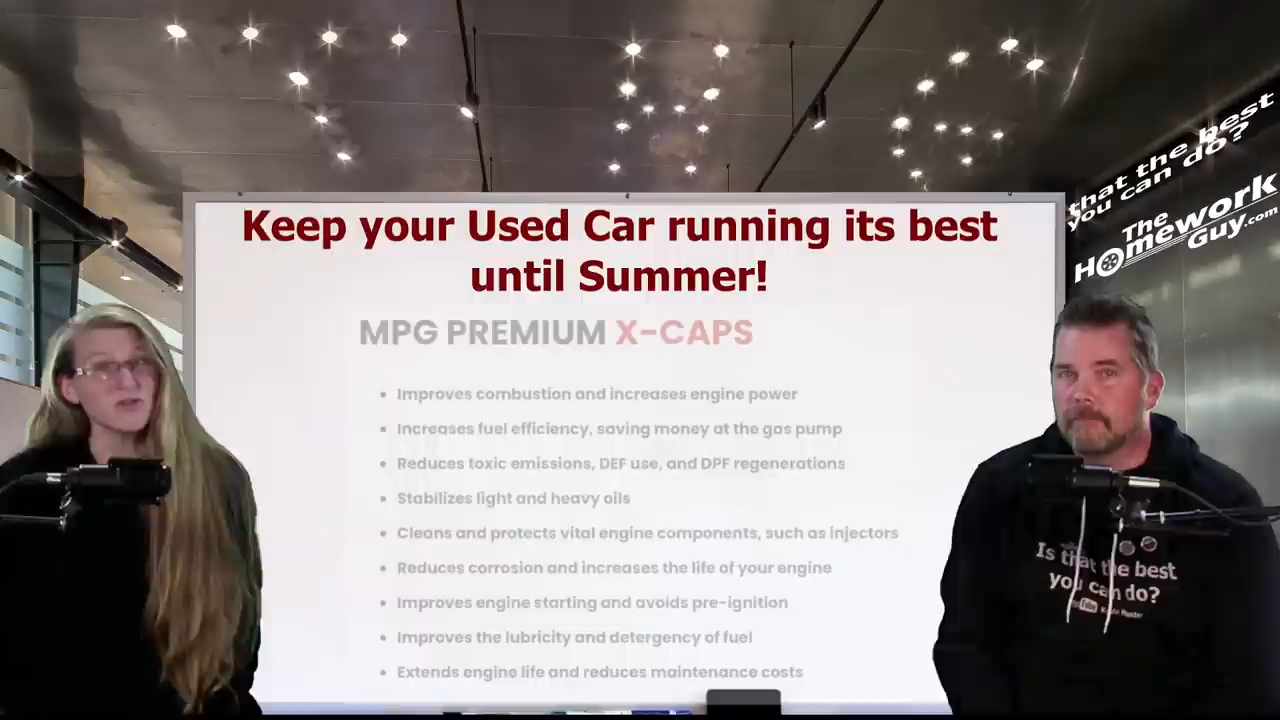 that the best
you can do?
The
Homework
Guy.com
Keep your Used Car running its best
until Summer!
MPG PREMIUM X-CAPS
• Improves combustion and increases engine power
• Increases fuel efficiency, saving money at the gas pump
• Reduces toxic emissions, DEF use, and DPF regenerations
• Stabilizes light and heavy oils
• Cleans and protects vital engine components, such as injectors
• Reduces corrosion and increases the life of your engine
• Improves engine starting and avoids pre-ignition
• Improves the lubricity and detergency of fuel
• Extends engine life and reduces maintenance costs
Is that the best
you can do?